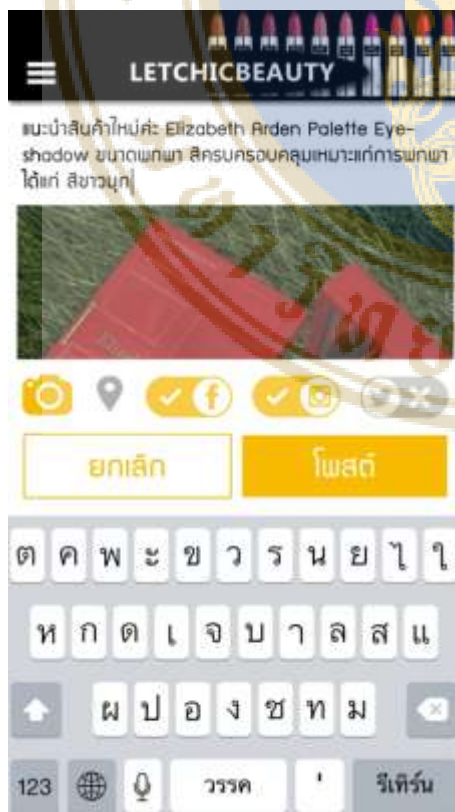 LETCHICBEAUTY
แนะนำสินค้าใหม่ค่ะ Elizabeth Arden Palette Eye-
shadow ขนาดพกพา สีครบครอบคลุมเหมาะแก่การพกพา
ได้แก่ สีขาวมุก
ยกเลิก
โพสต์
ต ค พ ะ ข ว ร น ย ไ ใ
ห ก ด เ จ บ า ล ส แ
ผ ป อ ง ช ท ม
123 วรรค ' รีเทิร์น